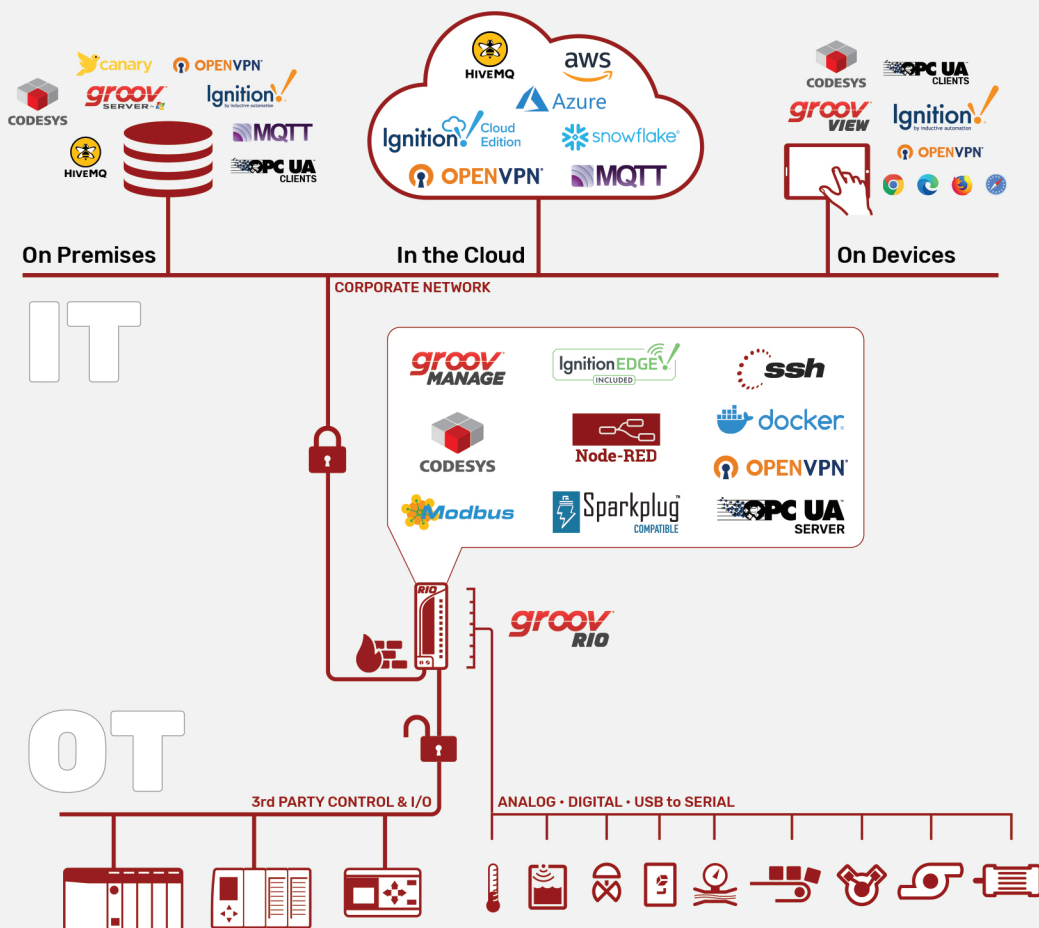 canary
OPENVPN
CODESYS
groov
SERVER
Ignition!
by inductive automation
HIVEMQ
MQTT
OPC UA
CLIENTS
On Premises
HIVEMQ
aws
Azure
Ignition!
Cloud
Edition
snowflake
OPENVPN
MQTT
In the Cloud
CODESYS
OPC UA
CLIENTS
groov
VIEW
Ignition!
by inductive automation
OPENVPN
On Devices
CORPORATE NETWORK
IT
groov
MANAGE
Ignition EDGE!
INCLUDED
ssh
CODESYS
Node-RED
docker
OPENVPN
Modbus
Sparkplug™
COMPATIBLE
OPC UA
SERVER
RIO
groov
RIO
OT
3rd PARTY CONTROL & I/O
ANALOG • DIGITAL • USB to SERIAL